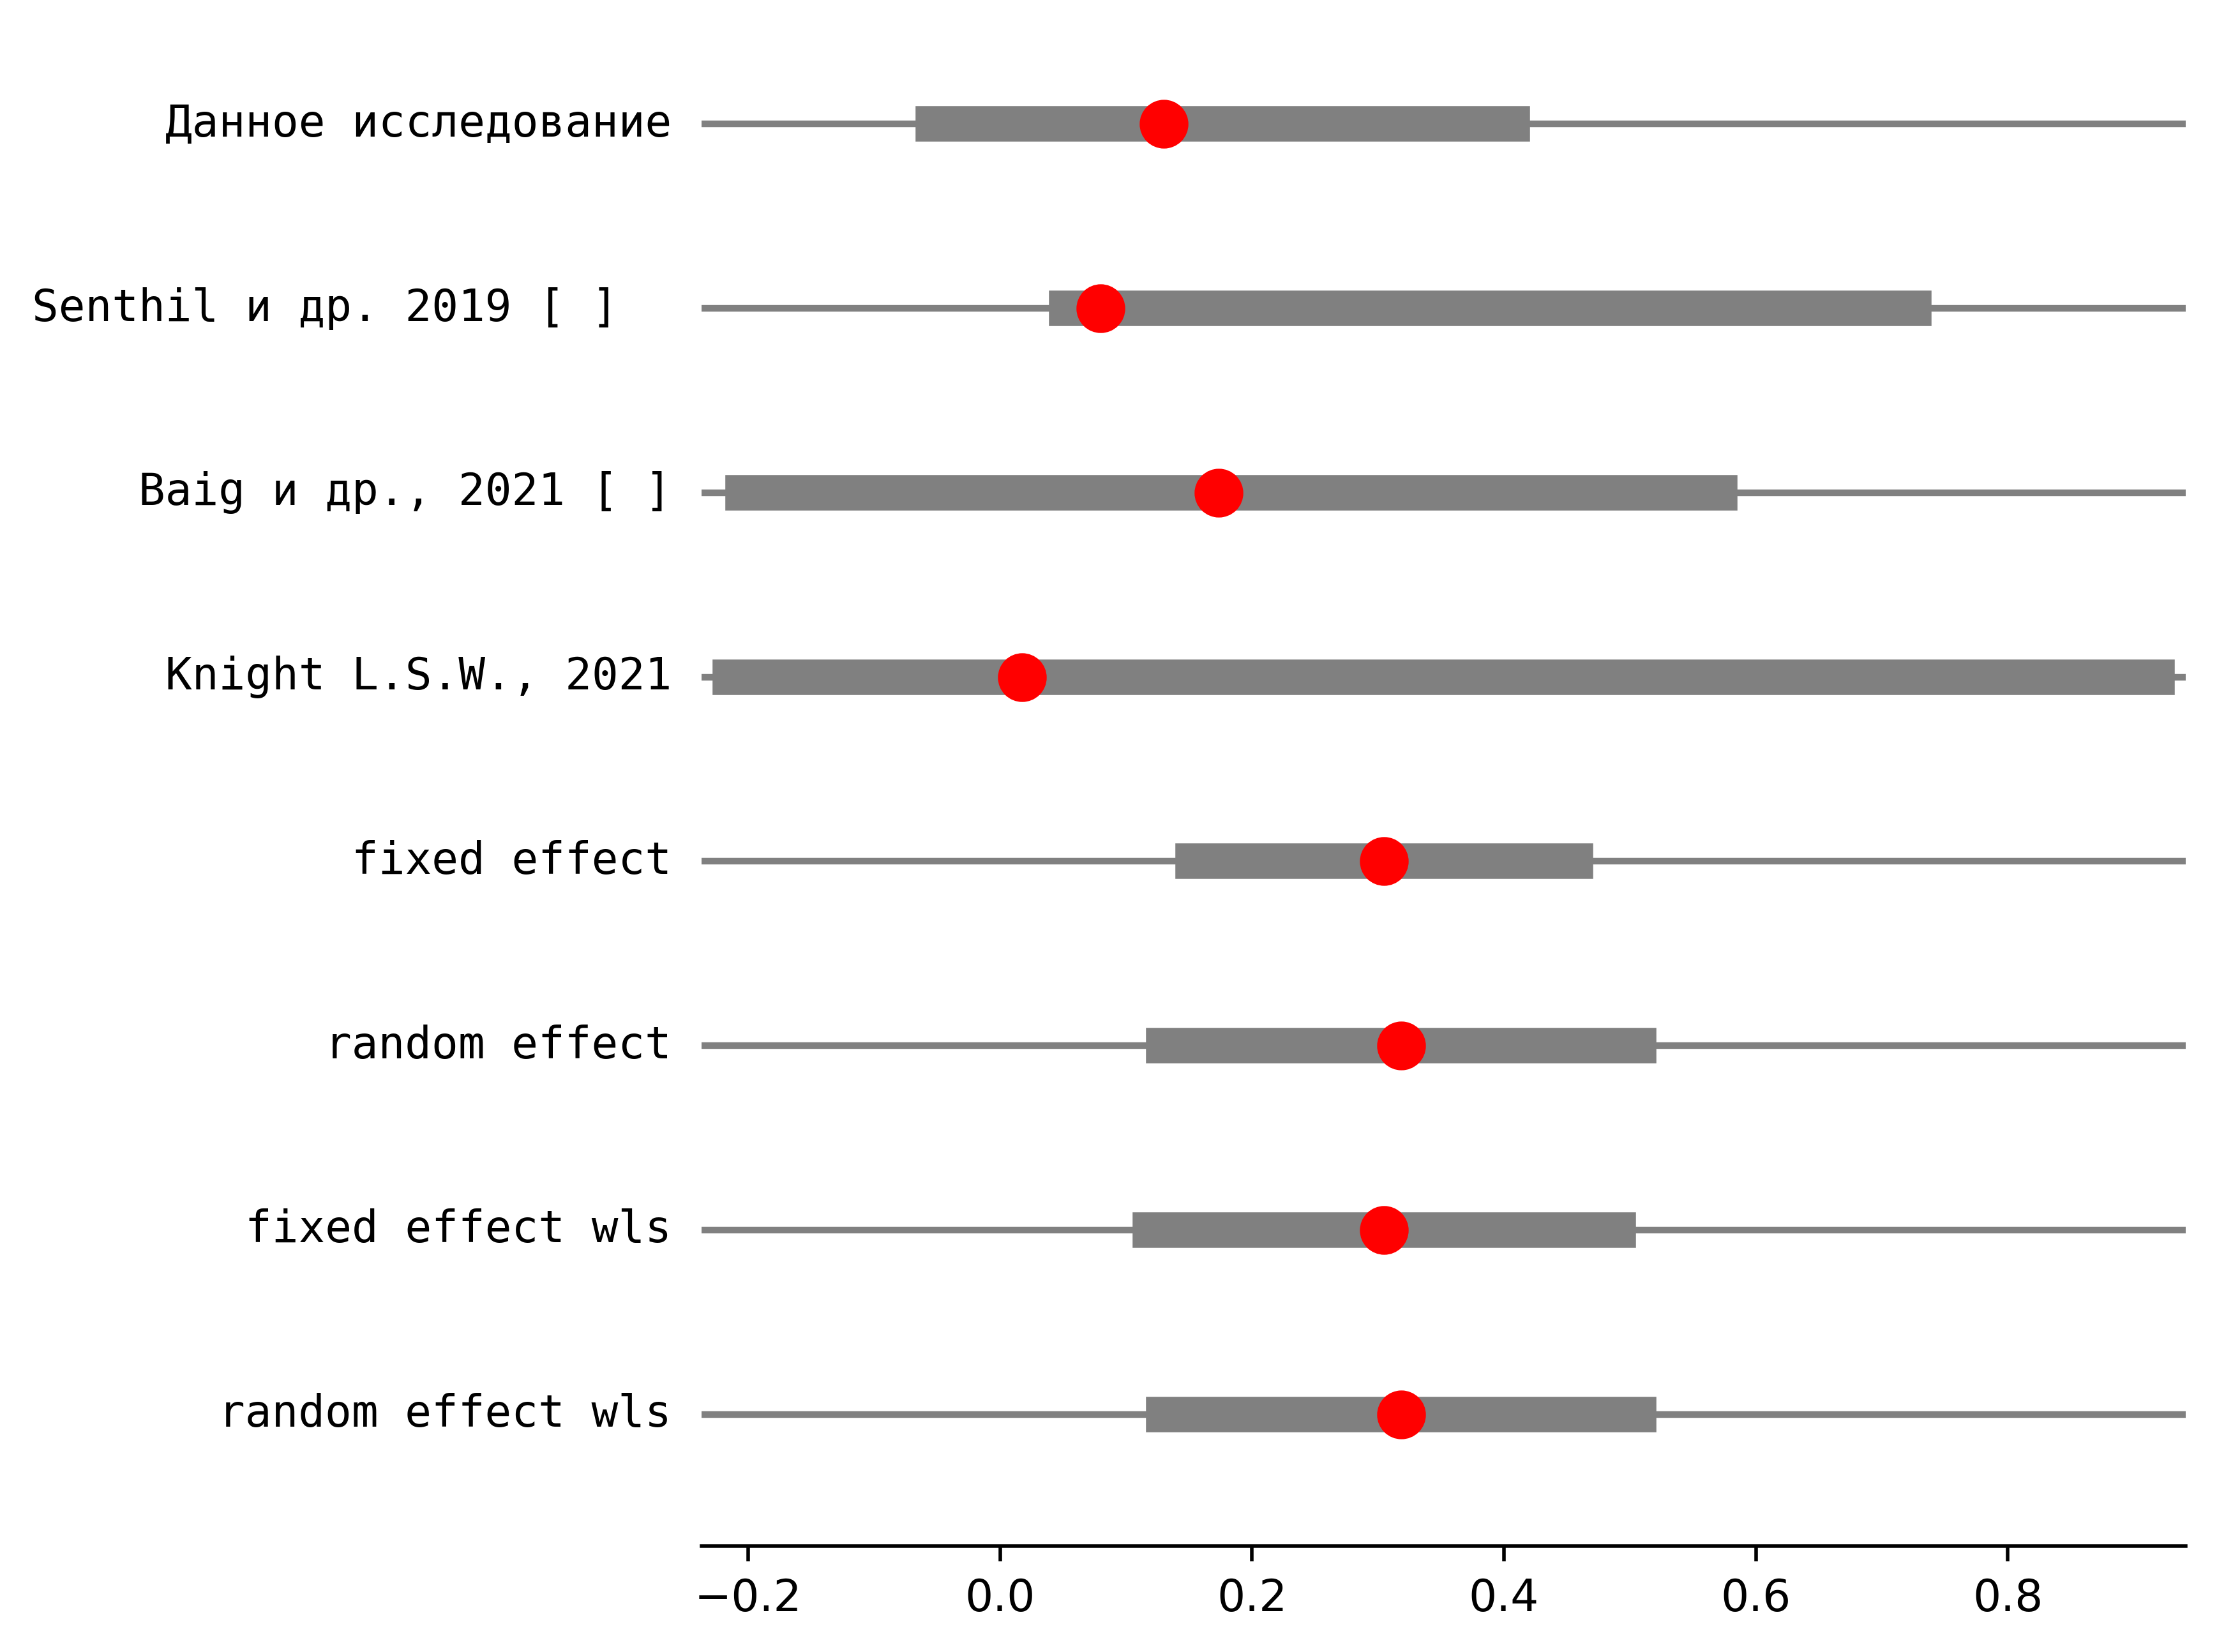 Данное исследование
Senthil и др. 2019 [ ]
Baig и др., 2021 [ ]
Knight L.S.W., 2021
fixed effect
random effect
fixed effect wls
random effect wls
−0.2 0.0 0.2 0.4 0.6 0.8